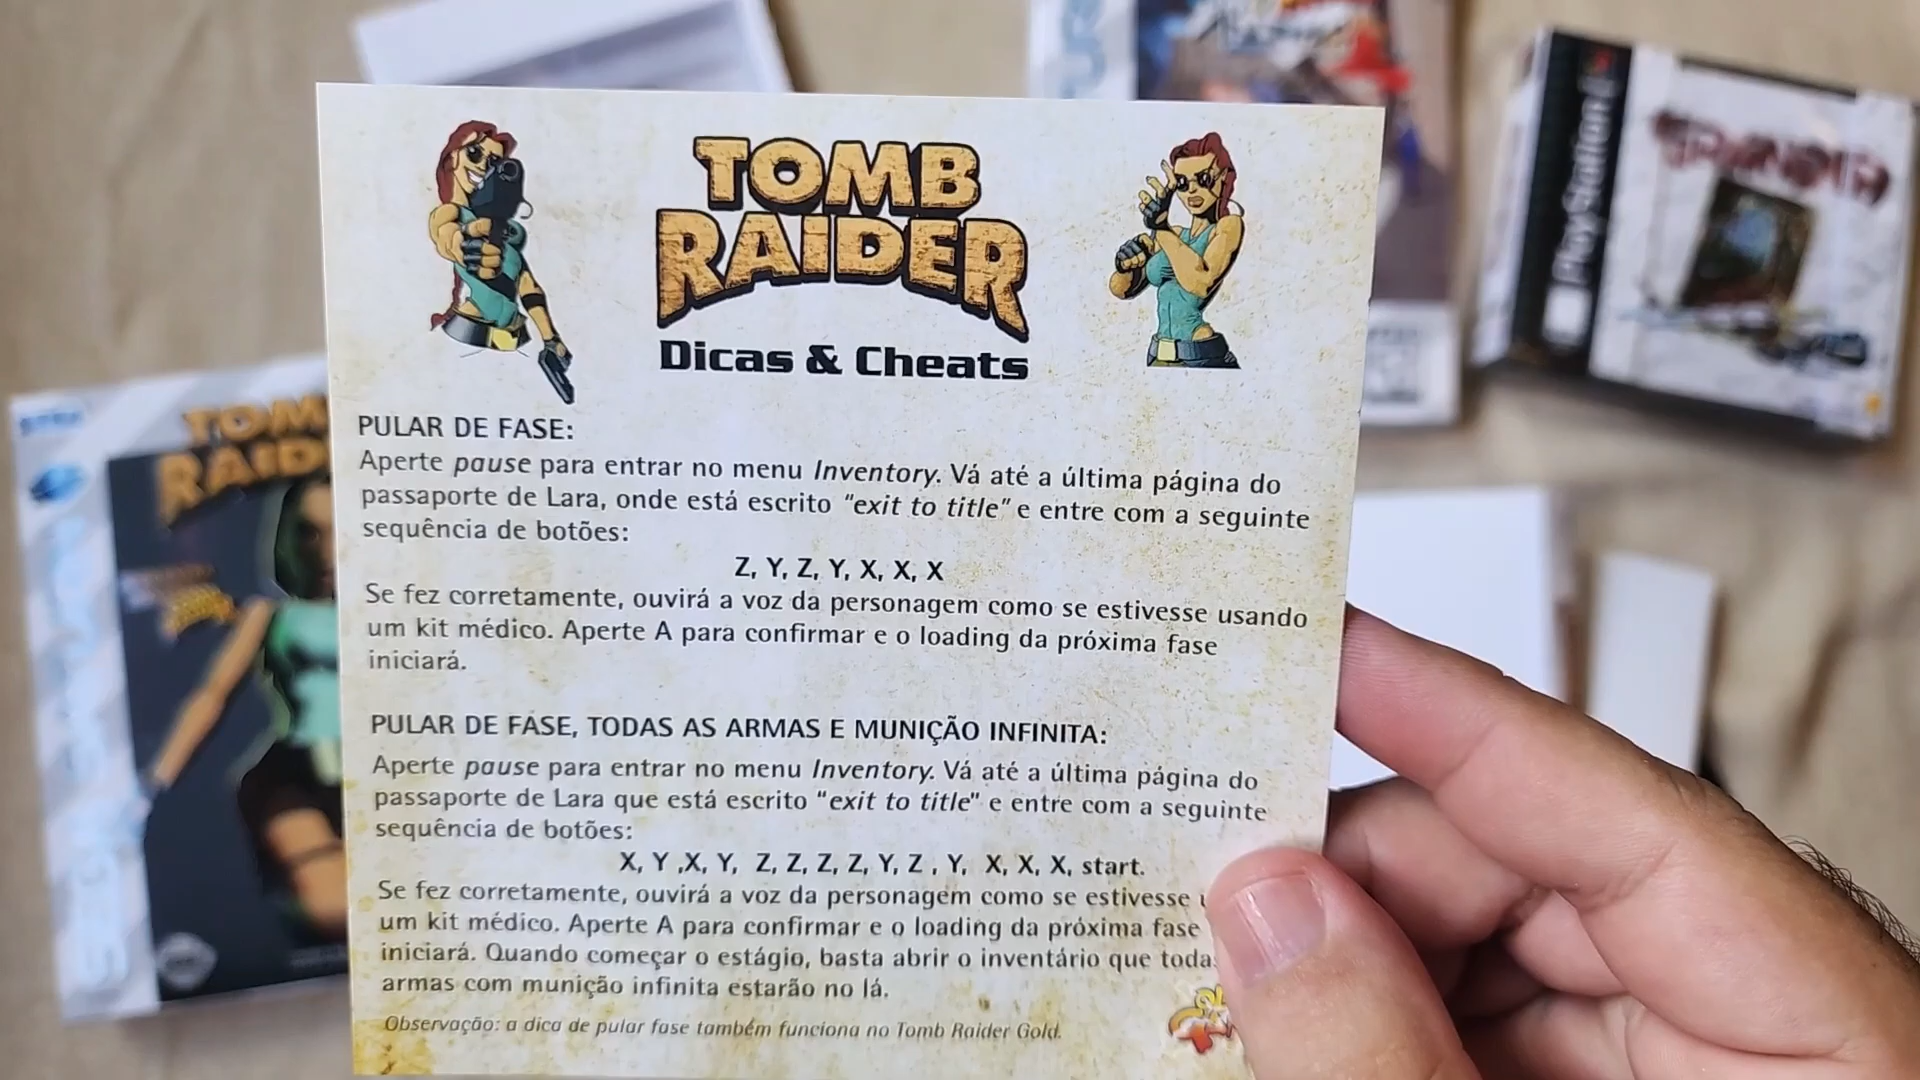 TOMB
RAIDER
Dicas & Cheats
PULAR DE FASE:
Aperte pause para entrar no menu Inventory. Vá até a última página do
passaporte de Lara, onde está escrito "exit to title" e entre com a seguinte
sequência de botões:
Z, Y, Z, Y, X, X, X
Se fez corretamente, ouvirá a voz da personagem como se estivesse usando
um kit médico. Aperte A para confirmar e o loading da próxima fase
iniciará.
PULAR DE FASE, TODAS AS ARMAS E MUNIÇÃO INFINITA:
Aperte pause para entrar no menu Inventory. Vá até a última página do
passaporte de Lara que está escrito "exit to title" e entre com a seguinte
sequência de botões:
X, Y ,X, Y, Z, Z, Z, Z, Y, Z , Y, X, X, X, start.
Se fez corretamente, ouvirá a voz da personagem como se estivesse
um kit médico. Aperte A para confirmar e o loading da próxima fase
iniciará. Quando começar o estágio, basta abrir o inventário que
armas com munição infinita estarão no lá.
Observação: a dica de pular fase também funciona no Tomb Raider Gold.
PlayStation
TOM
RAID